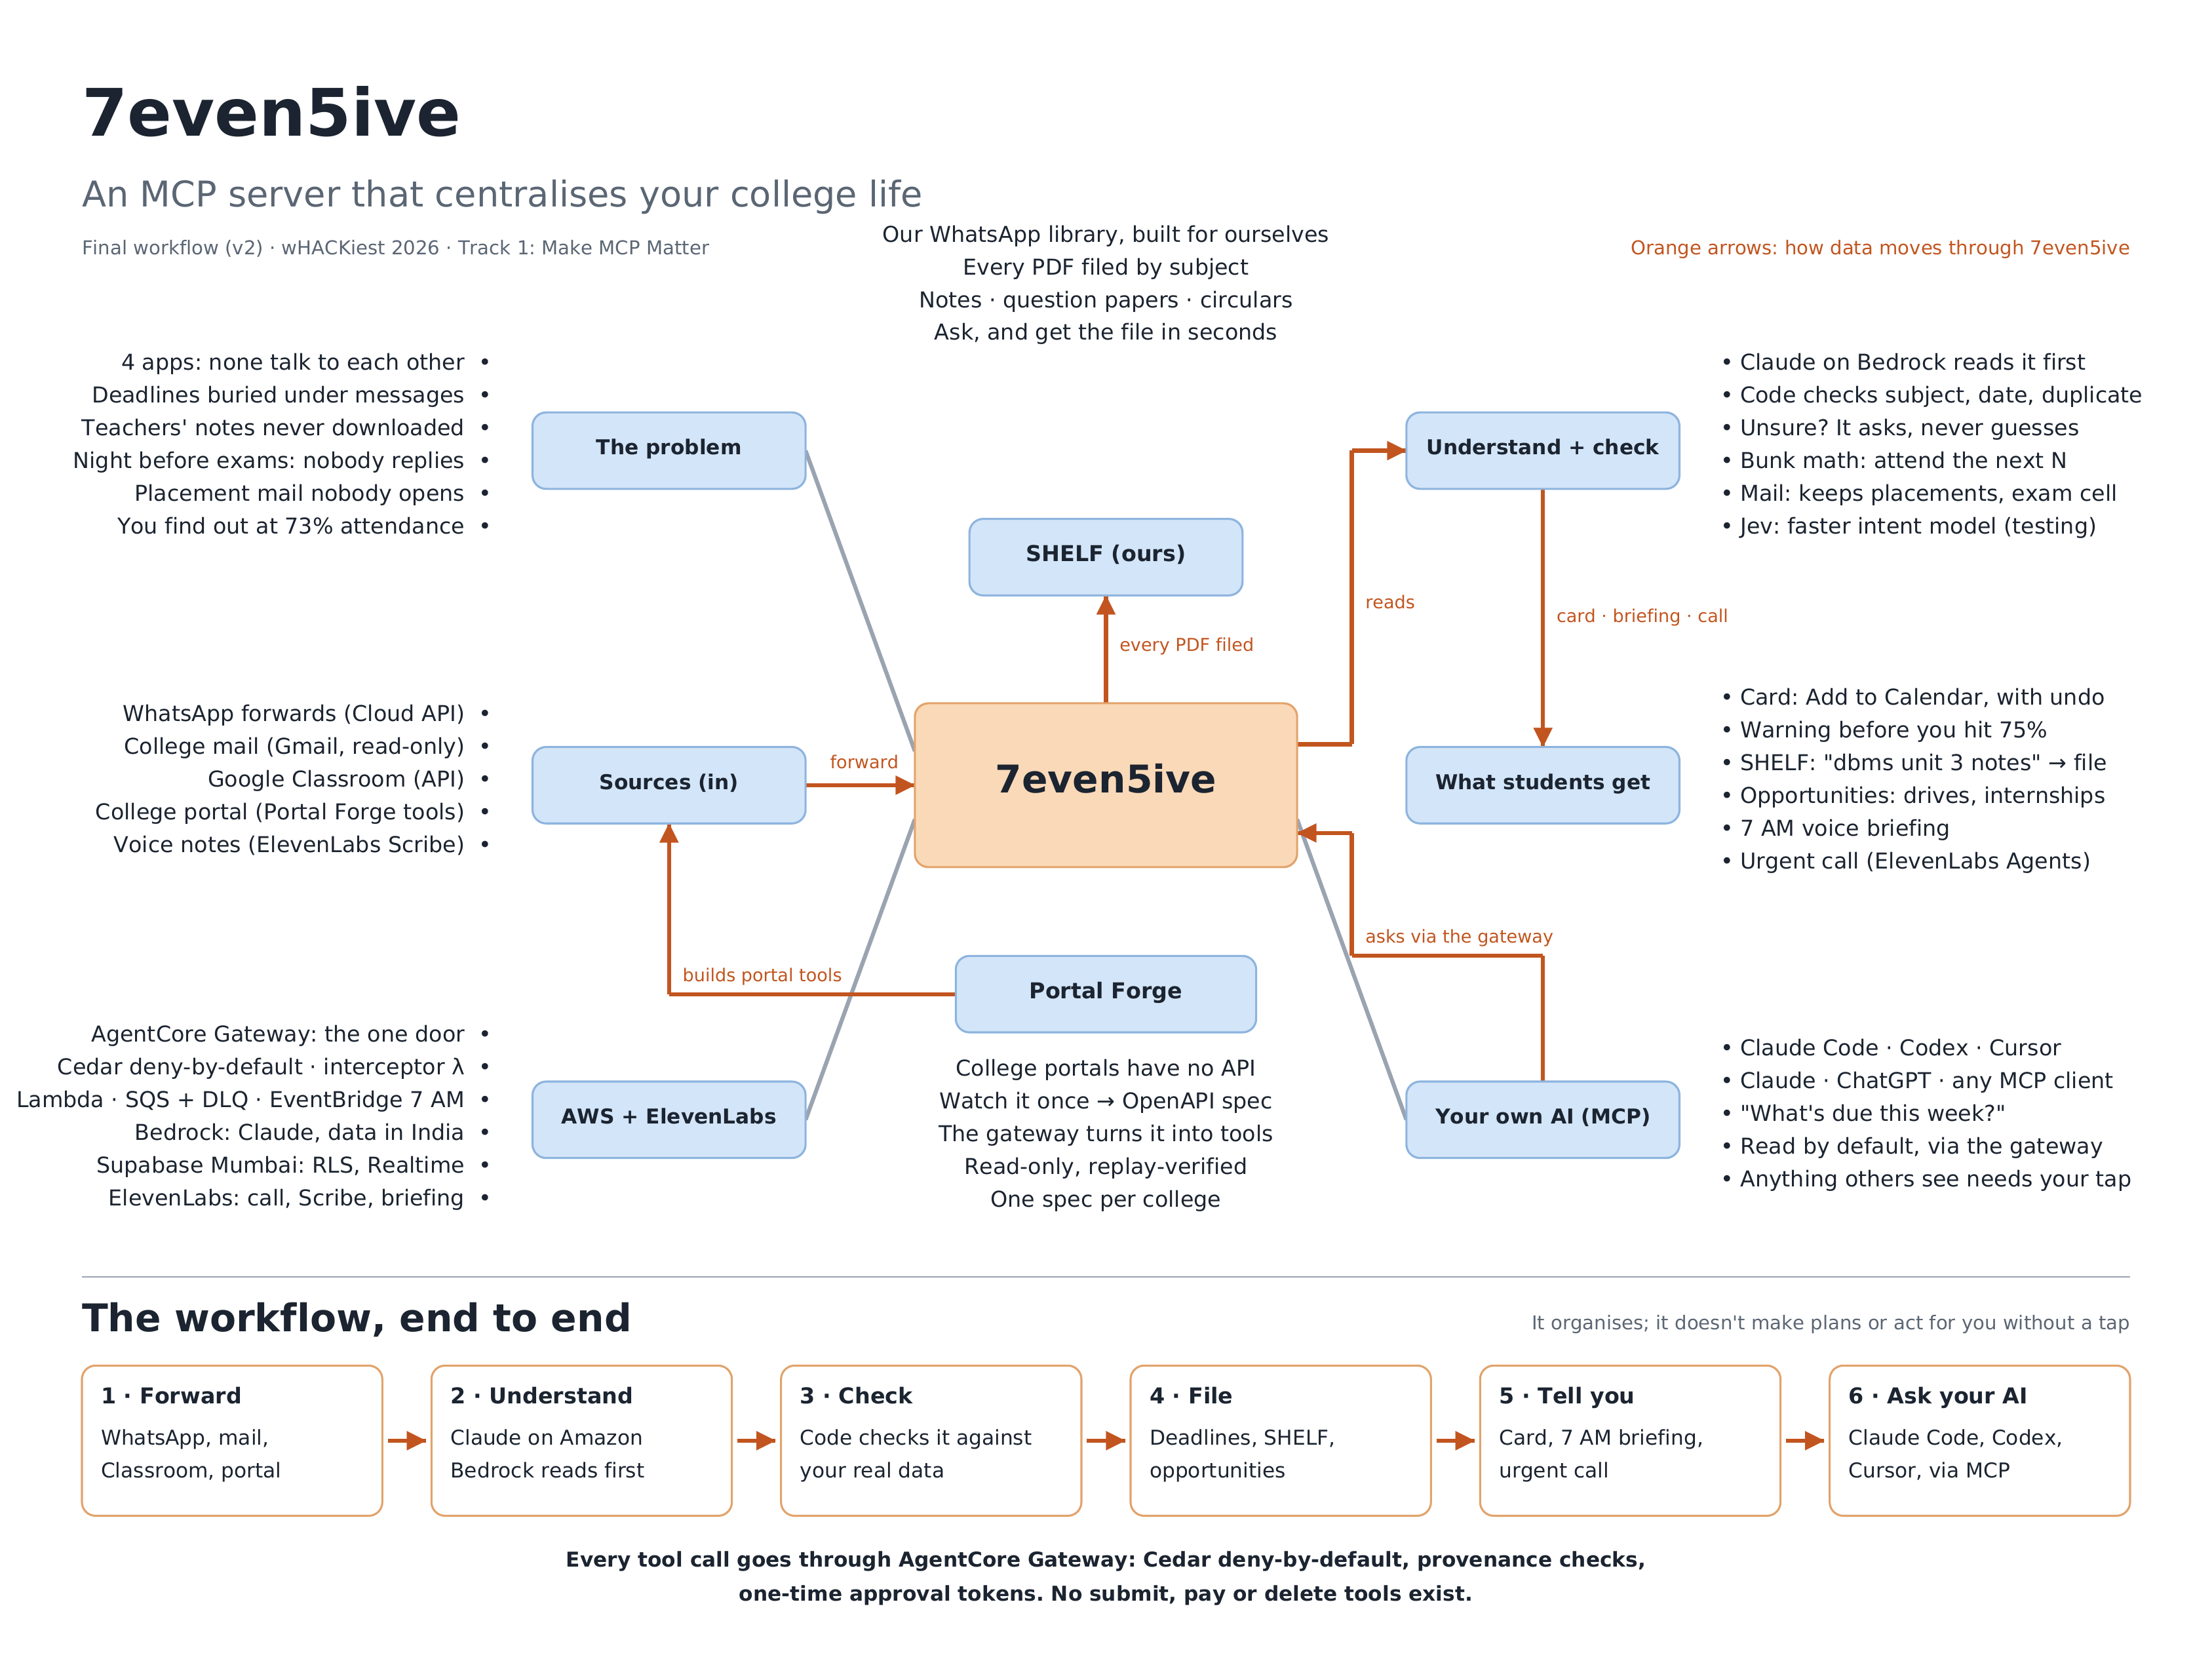 7even5ive
An MCP server that centralises your college life
Final workflow (v2) · wHACKiest 2026 · Track 1: Make MCP Matter
Orange arrows: how data moves through 7even5ive
Our WhatsApp library, built for ourselves
Every PDF filed by subject
Notes · question papers · circulars
Ask, and get the file in seconds
4 apps: none talk to each other •
Deadlines buried under messages •
Teachers' notes never downloaded •
Night before exams: nobody replies •
Placement mail nobody opens •
You find out at 73% attendance •
The problem
SHELF (ours)
every PDF filed
Understand + check
• Claude on Bedrock reads it first
• Code checks subject, date, duplicate
• Unsure? It asks, never guesses
• Bunk math: attend the next N
• Mail: keeps placements, exam cell
• Jev: faster intent model (testing)
reads
card · briefing · call
WhatsApp forwards (Cloud API) •
College mail (Gmail, read-only) •
Google Classroom (API) •
College portal (Portal Forge tools) •
Voice notes (ElevenLabs Scribe) •
Sources (in)
forward
7even5ive
What students get
• Card: Add to Calendar, with undo
• Warning before you hit 75%
• SHELF: "dbms unit 3 notes" → file
• Opportunities: drives, internships
• 7 AM voice briefing
• Urgent call (ElevenLabs Agents)
builds portal tools
asks via the gateway
AgentCore Gateway: the one door •
Cedar deny-by-default · interceptor λ •
Lambda · SQS + DLQ · EventBridge 7 AM •
Bedrock: Claude, data in India •
Supabase Mumbai: RLS, Realtime •
ElevenLabs: call, Scribe, briefing •
AWS + ElevenLabs
Portal Forge
College portals have no API
Watch it once → OpenAPI spec
The gateway turns it into tools
Read-only, replay-verified
One spec per college
Your own AI (MCP)
• Claude Code · Codex · Cursor
• Claude · ChatGPT · any MCP client
• "What's due this week?"
• Read by default, via the gateway
• Anything others see needs your tap
The workflow, end to end
It organises; it doesn't make plans or act for you without a tap
1 · Forward
WhatsApp, mail,
Classroom, portal
2 · Understand
Claude on Amazon
Bedrock reads first
3 · Check
Code checks it against
your real data
4 · File
Deadlines, SHELF,
opportunities
5 · Tell you
Card, 7 AM briefing,
urgent call
6 · Ask your AI
Claude Code, Codex,
Cursor, via MCP
Every tool call goes through AgentCore Gateway: Cedar deny-by-default, provenance checks,
one-time approval tokens. No submit, pay or delete tools exist.